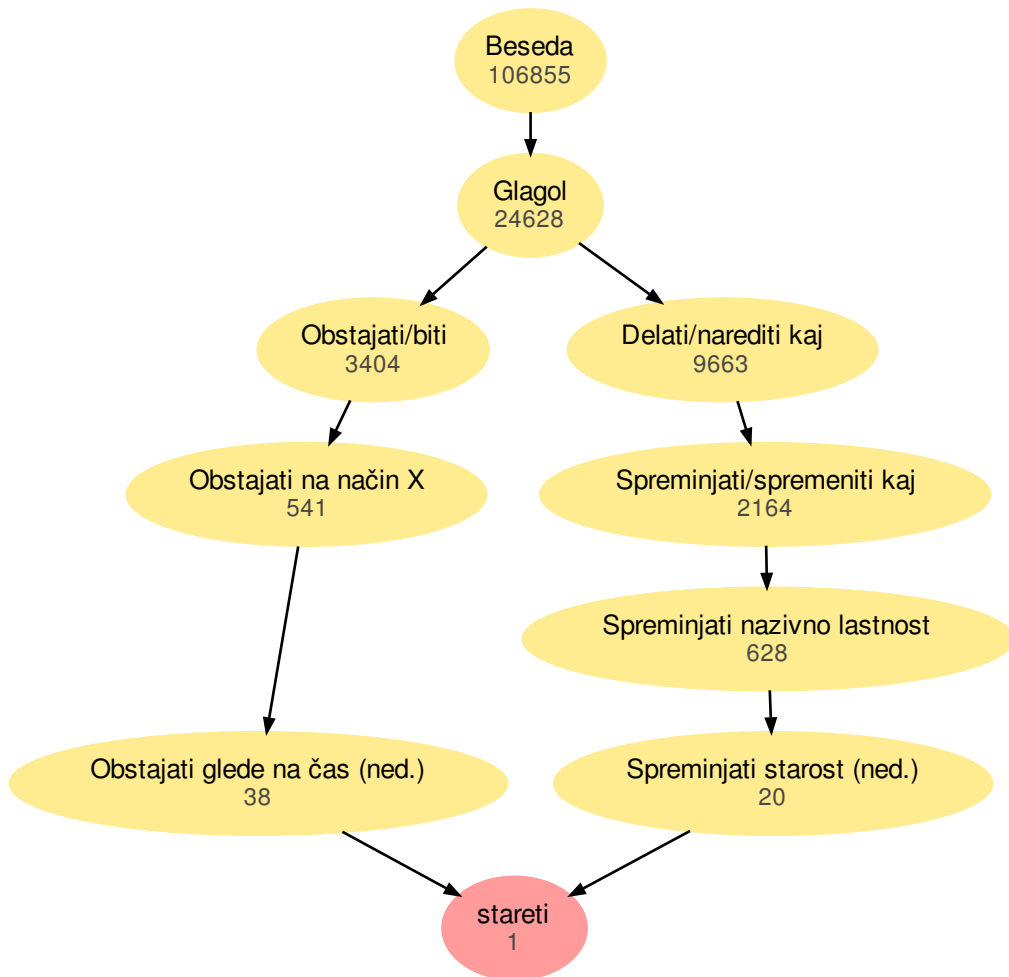 Beseda
106855
Glagol
24628
Obstajati/biti
3404
Delati/narediti kaj
9663
Obstajati na način X
541
Spreminjati/spremeniti kaj
2164
Spreminjati nazivno lastnost
628
Obstajati glede na čas (ned.)
38
Spreminjati starost (ned.)
20
stareti
1